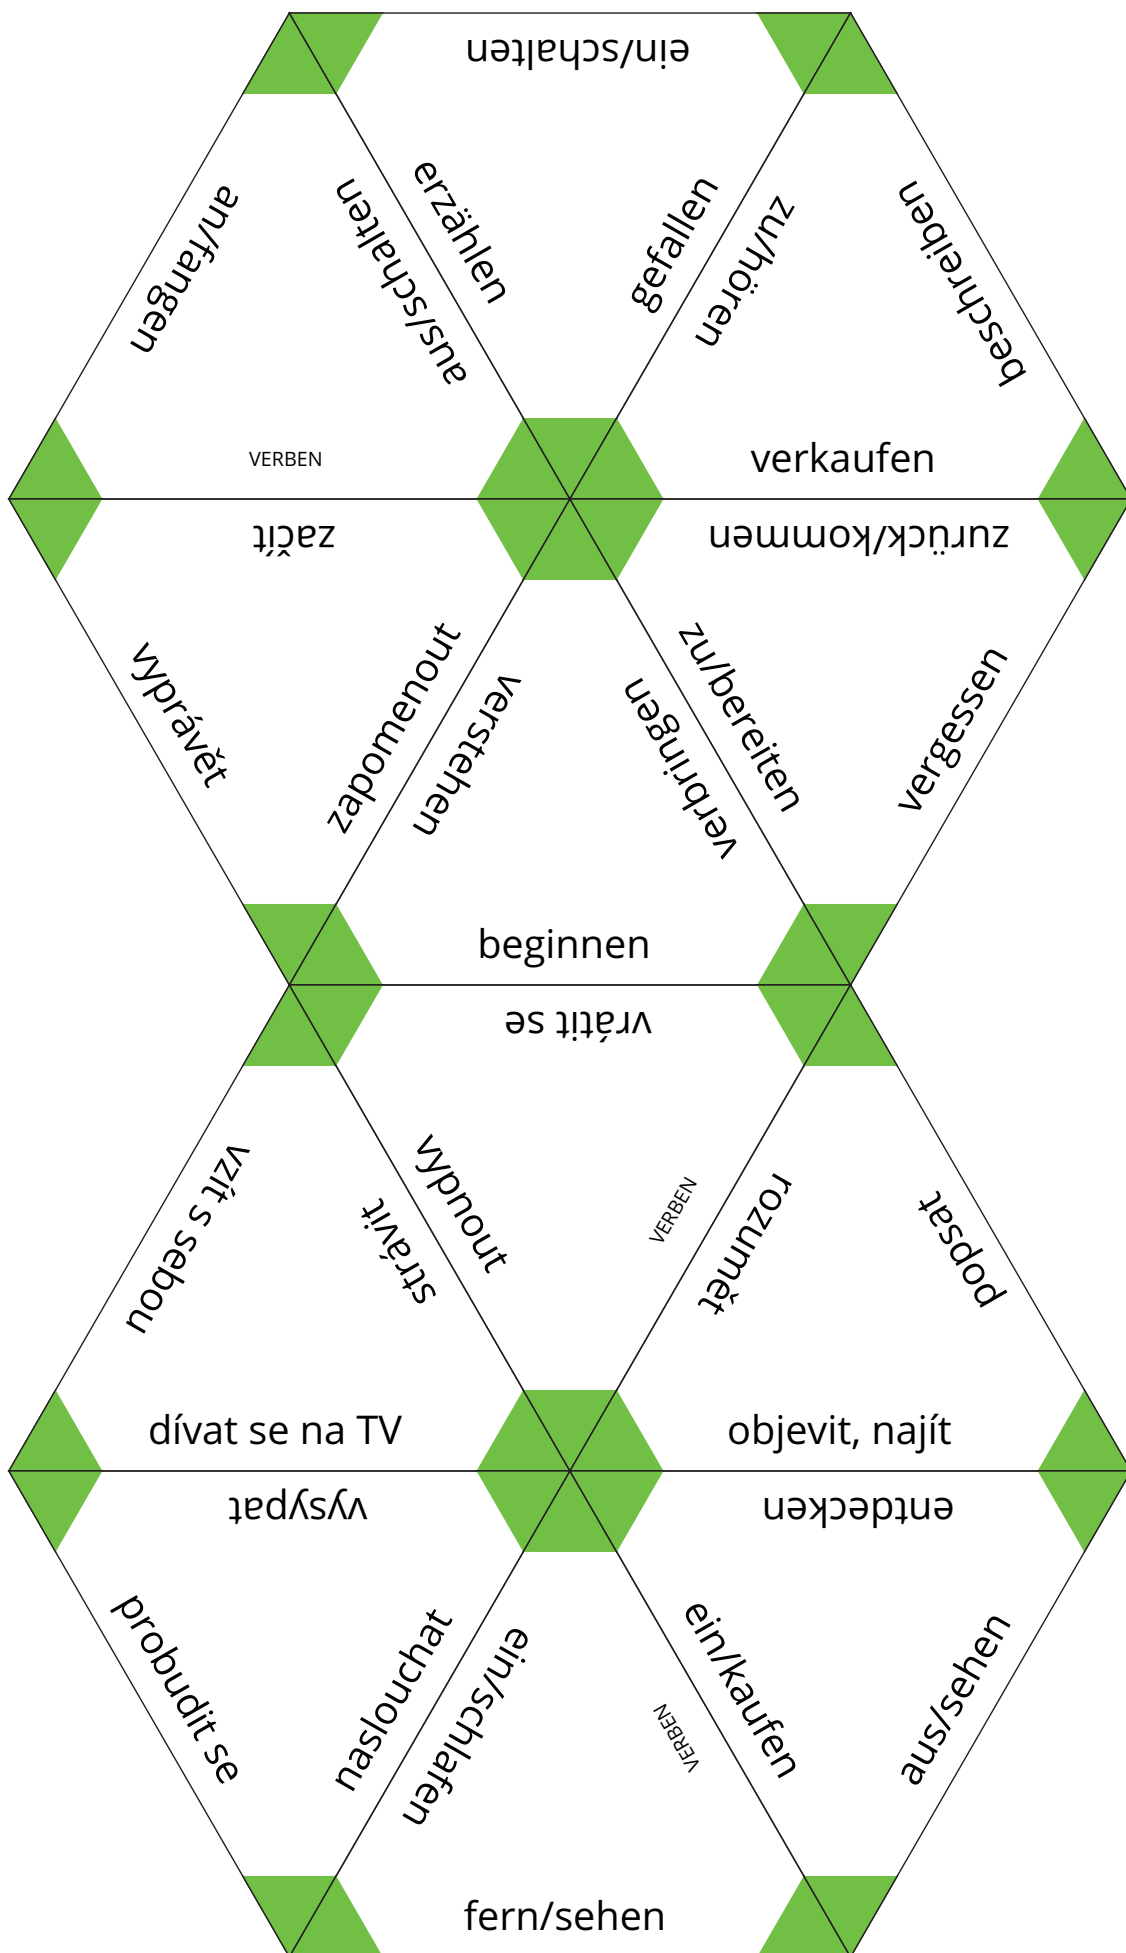 ein/schalten
an/fangen
aus/schalten
erzählen
gefallen
zu/hören
beschreiben
VERBEN
verkaufen
začít
zurück/kommen
vyprávět
zapomenout
verstehen
verbringen
zu/bereiten
vergessen
beginnen
vrátit se
vzít s sebou
strávit
vypnout
VERBEN
rozumět
popsat
dívat se na TV
objevit, najít
vysypat
entdecken
probudit se
naslouchat
ein/schlafen
VERBEN
ein/kaufen
aus/sehen
fern/sehen